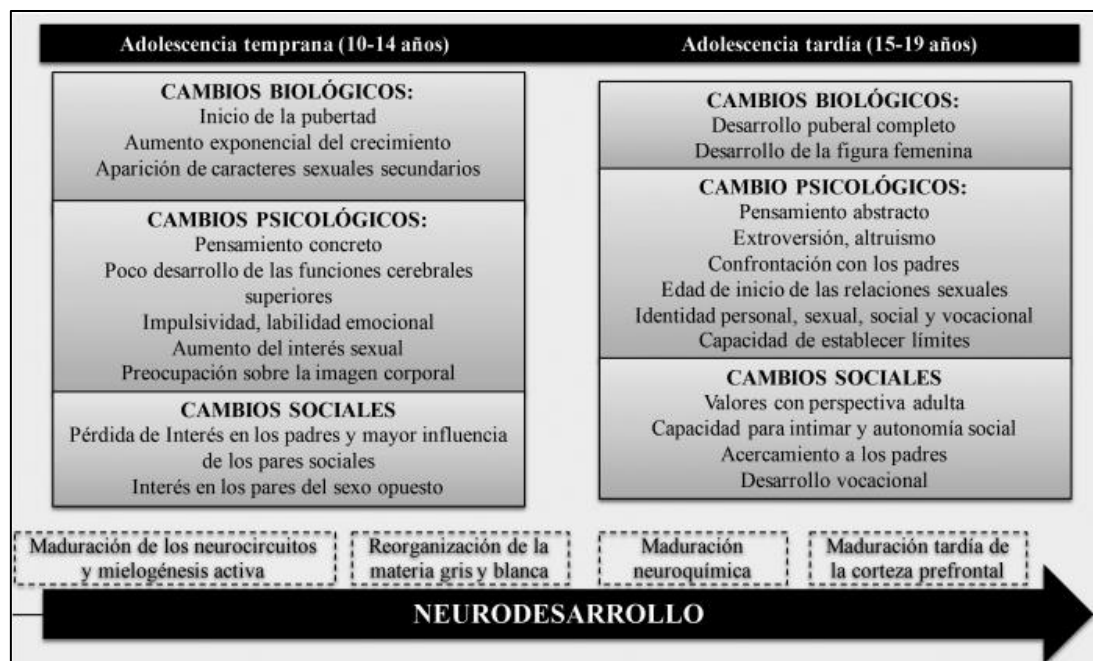 Adolescencia temprana (10-14 años)
Adolescencia tardía (15-19 años)
CAMBIOS BIOLÓGICOS:
Inicio de la pubertad
Aumento exponencial del crecimiento
Aparición de caracteres sexuales secundarios
CAMBIOS PSICOLÓGICOS:
Pensamiento concreto
Poco desarrollo de las funciones cerebrales
superiores
Impulsividad, labilidad emocional
Aumento del interés sexual
Preocupación sobre la imagen corporal
CAMBIOS SOCIALES
Pérdida de Interés en los padres y mayor influencia
de los pares sociales
Interés en los pares del sexo opuesto
CAMBIOS BIOLÓGICOS:
Desarrollo puberal completo
Desarrollo de la figura femenina
CAMBIO PSICOLÓGICOS:
Pensamiento abstracto
Extroversión, altruismo
Confrontación con los padres
Edad de inicio de las relaciones sexuales
Identidad personal, sexual, social y vocacional
Capacidad de establecer límites
CAMBIOS SOCIALES
Valores con perspectiva adulta
Capacidad para intimar y autonomía social
Acercamiento a los padres
Desarrollo vocacional
Maduración de los neurocircuitos
y mielogénesis activa
Reorganización de la
materia gris y blanca
Maduración
neuroquímica
Maduración tardía de
la corteza prefrontal
NEURODESARROLLO